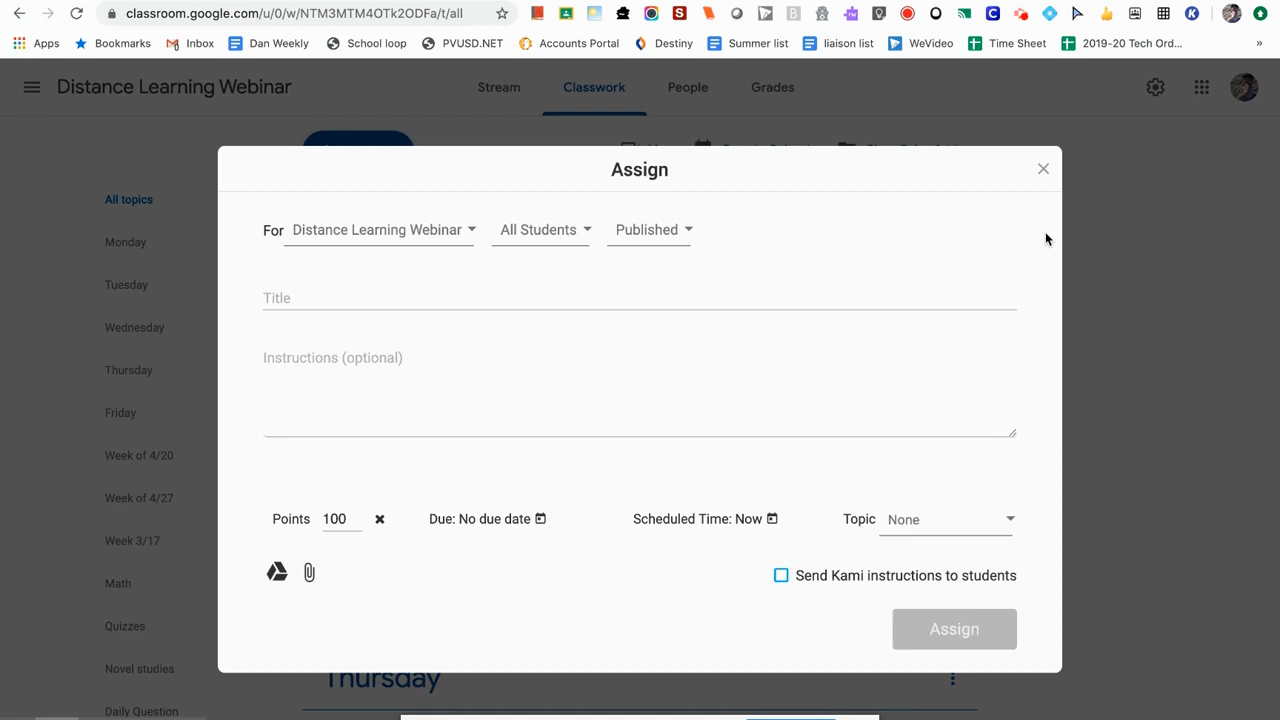 classroom.google.com/u/0/w/NTM3MTM4OTk2ODFa/t/all
Apps Bookmarks Inbox Dan Weekly School loop PVUSD.NET Accounts Portal Destiny Summer list liaison list WeVideo Time Sheet 2019-20 Tech Ord... »
Distance Learning Webinar Stream Classwork People Grades
Assign
For Distance Learning Webinar All Students Published
Title
Instructions (optional)
Points 100 Due: No due date Scheduled Time: Now Topic None
Send Kami instructions to students
Assign
All topics
Monday
Tuesday
Wednesday
Thursday
Friday
Week of 4/20
Week of 4/27
Week 3/17
Math
Quizzes
Novel studies
Daily Question
Thursday